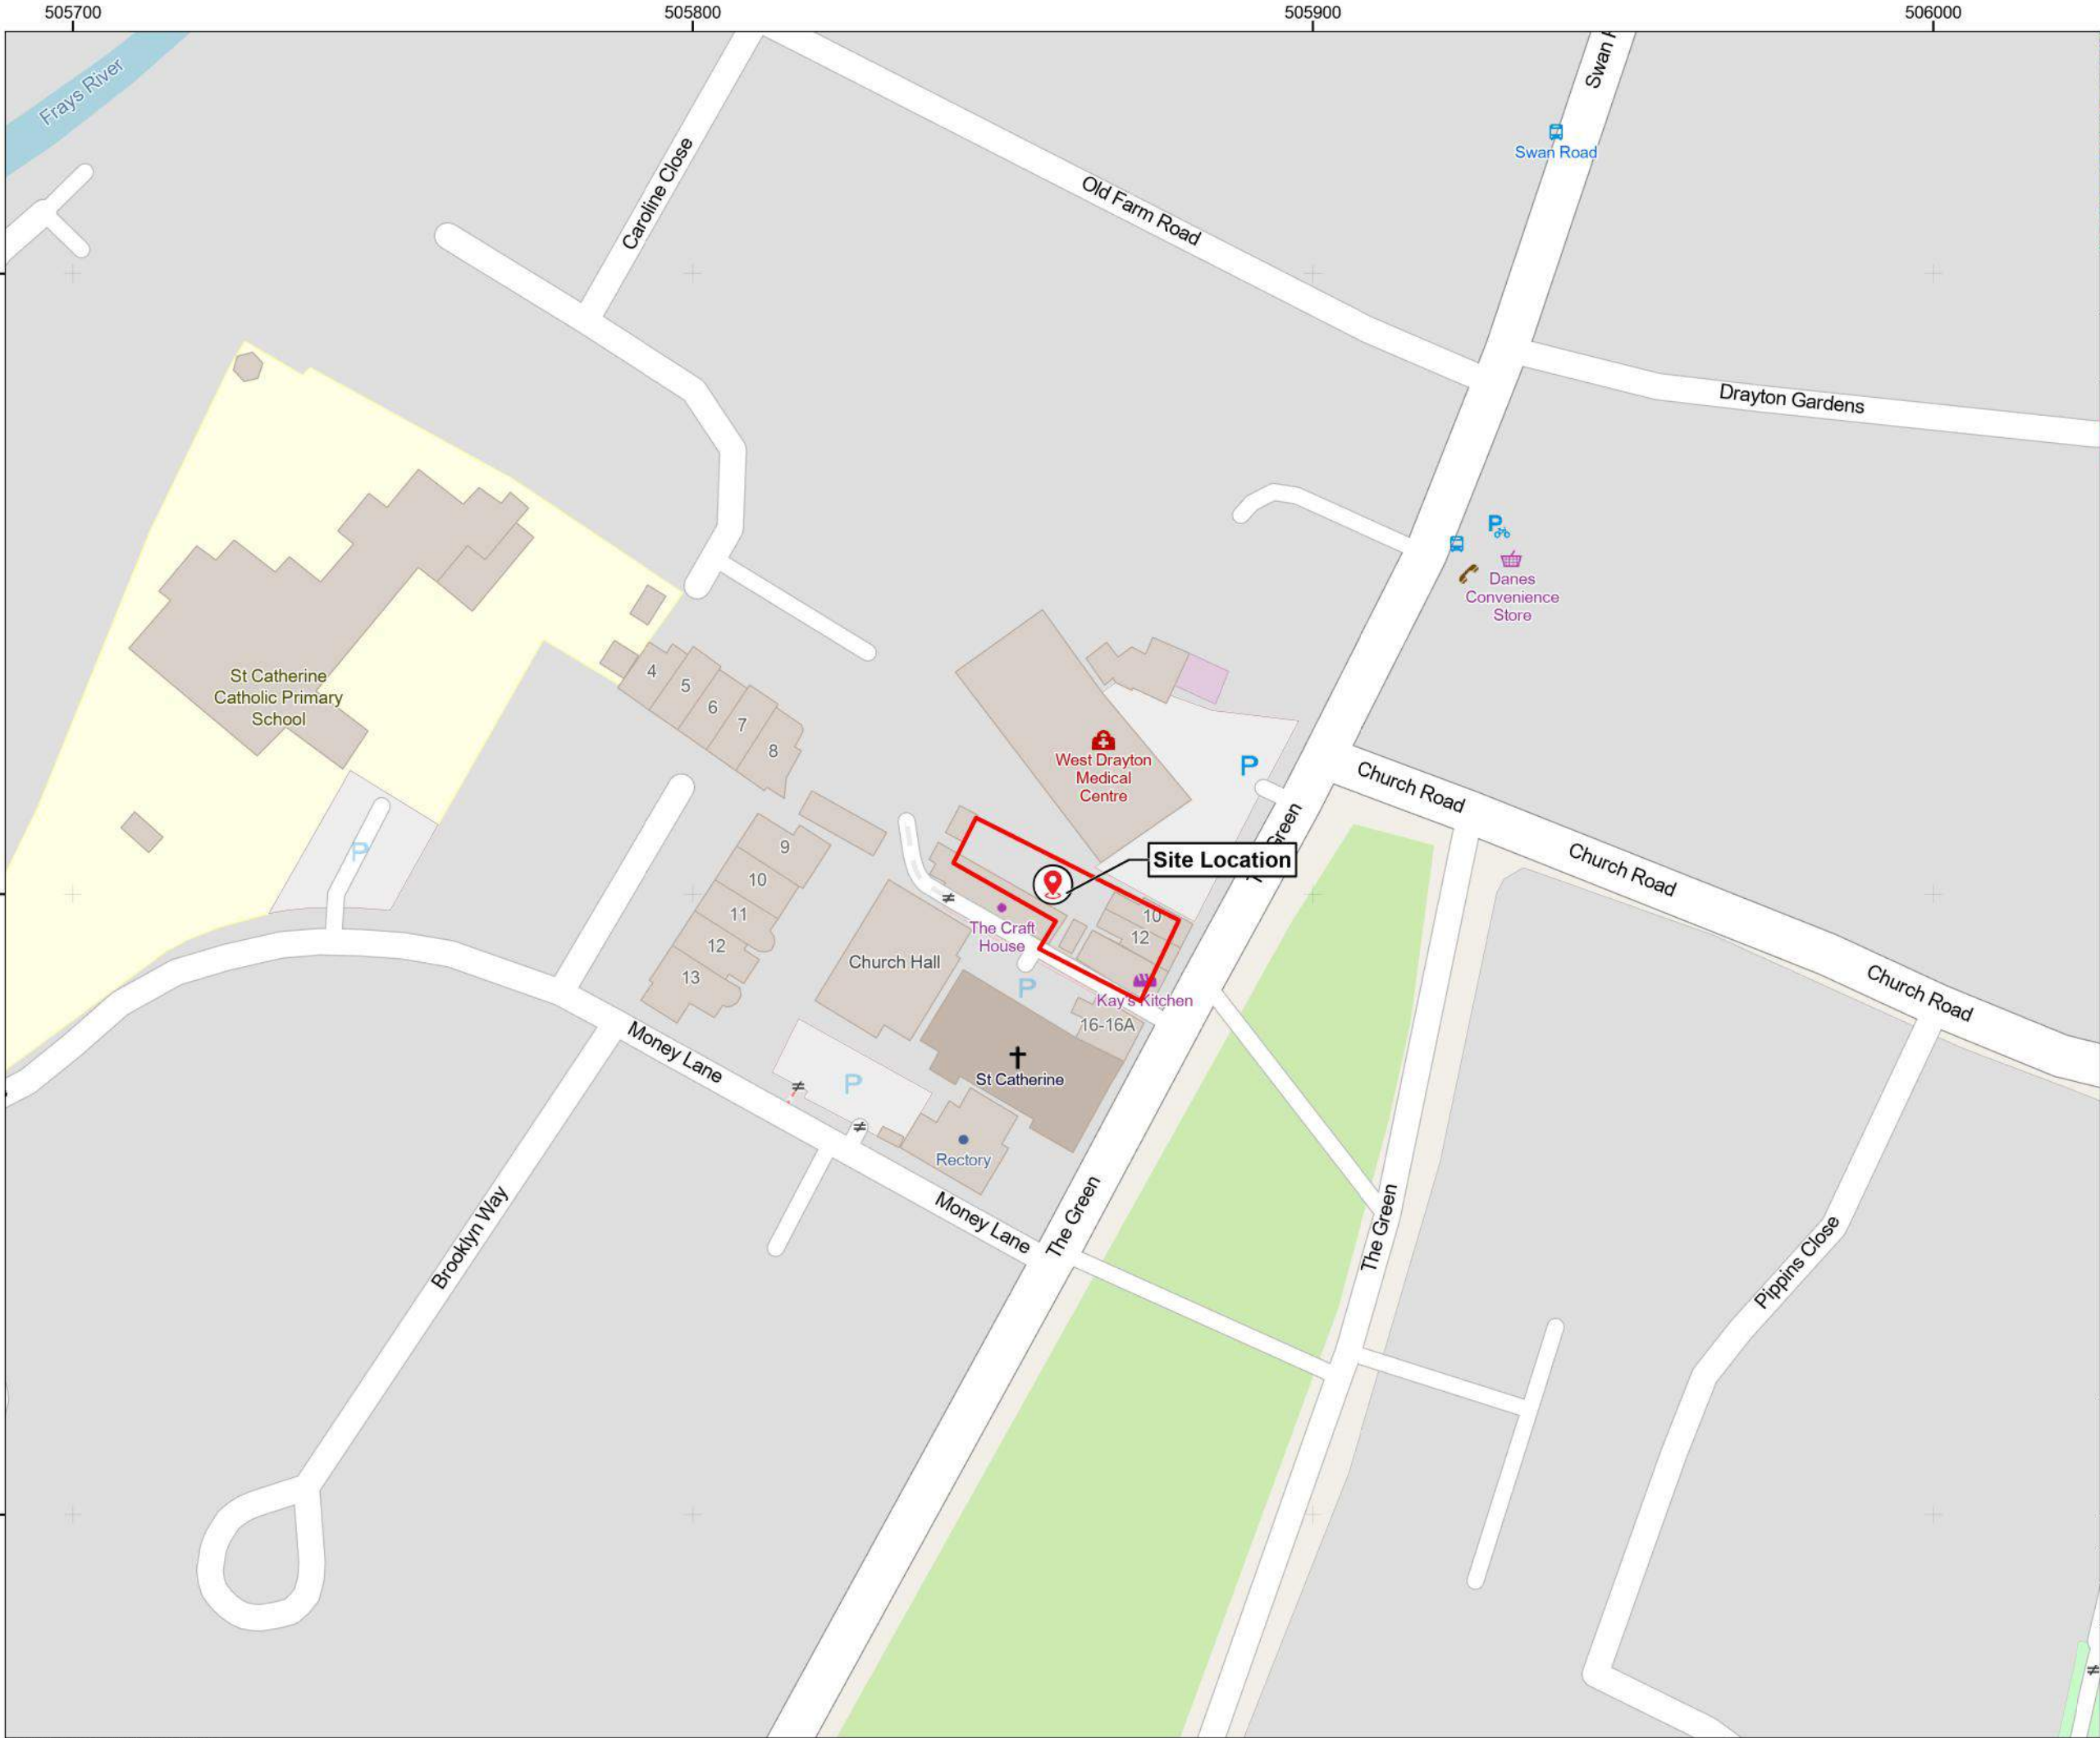 505700
505800
505900
506000
Frays River
Swan R
Swan Road
Caroline Close
Old Farm Road
Drayton Gardens
P
Danes
Convenience
Store
St Catherine
Catholic Primary
School
4
5
6
7
8
West Drayton
Medical
Centre
P
Church Road
Green
Site Location
Church Road
P
9
10
11
12
13
10
12
The Craft
House
Church Hall
P
Kay's Kitchen
16-16A
Church Road
St Catherine
P
Money Lane
Rectory
Money Lane
The Green
The Green
Brooklyn Way
Pippins Close